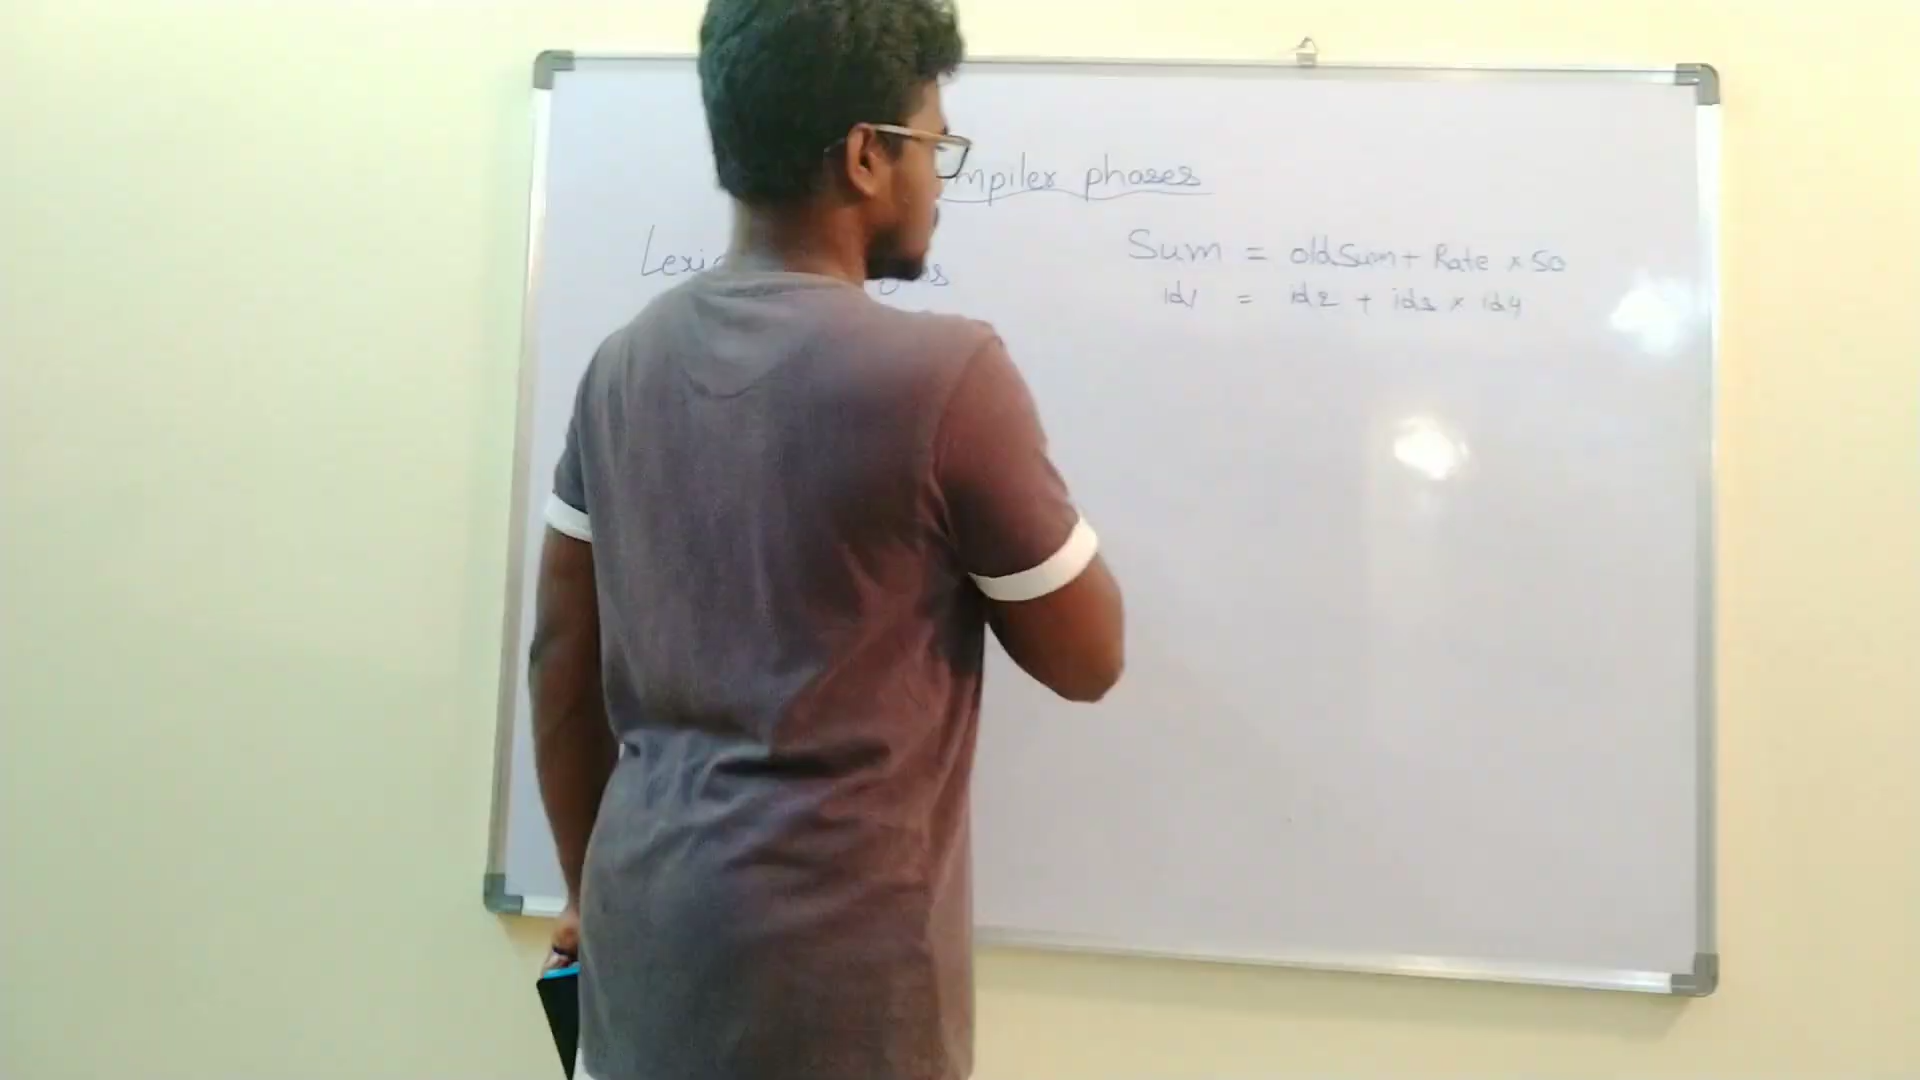 mpiler phases
Sum = oldSum + Rate × 50
id1 = id2 + id3 × id4